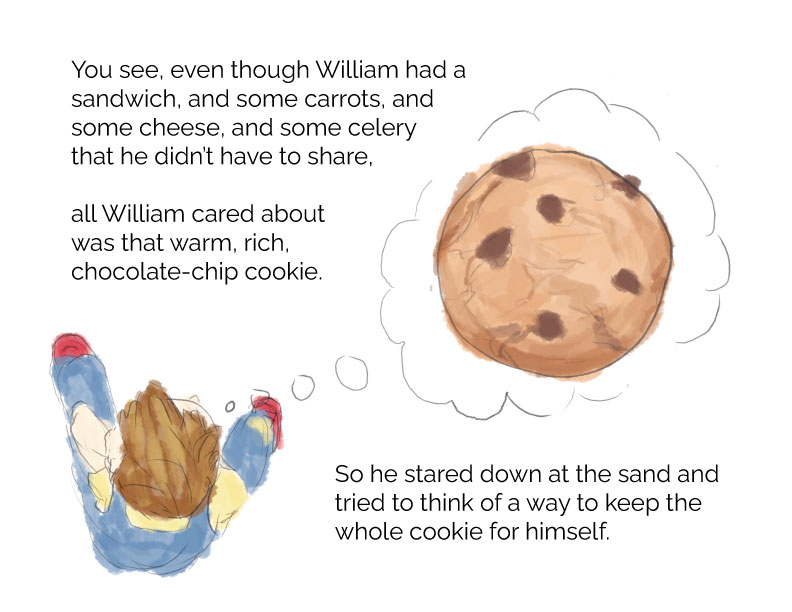 You see, even though William had a
sandwich, and some carrots, and
some cheese, and some celery
that he didn't have to share,
all William cared about
was that warm, rich,
chocolate-chip cookie.
So he stared down at the sand and
tried to think of a way to keep the
whole cookie for himself.